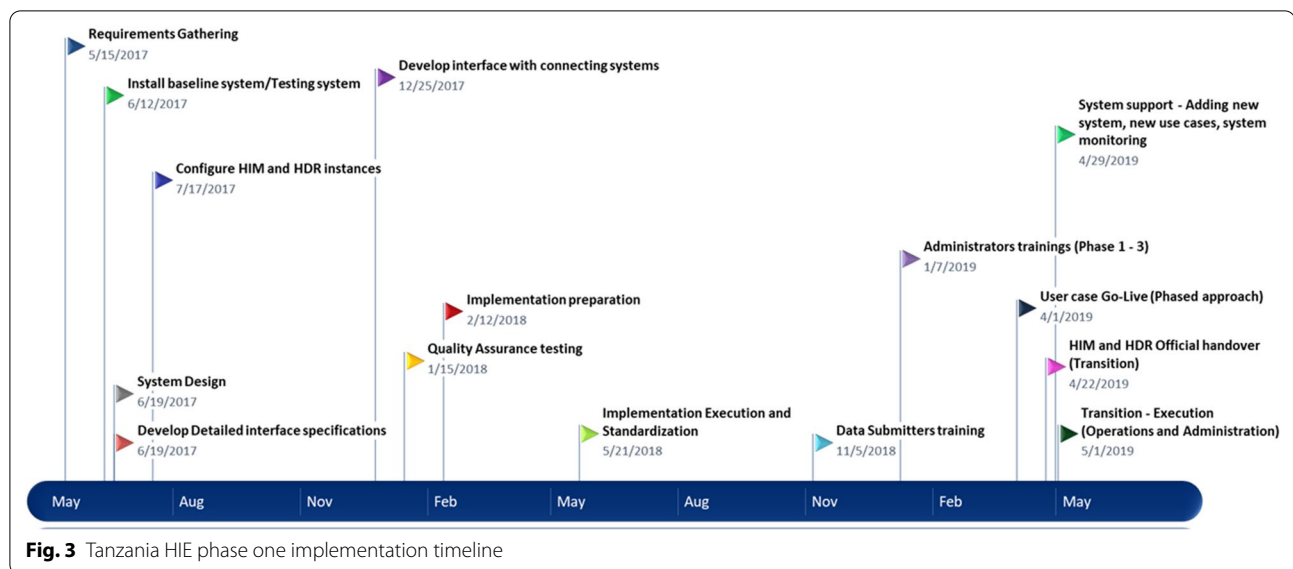 Requirements Gathering
5/15/2017
Install baseline system/Testing system
6/12/2017
Configure HIM and HDR instances
7/17/2017
System Design
6/19/2017
Develop Detailed interface specifications
6/19/2017
Develop interface with connecting systems
12/25/2017
Implementation preparation
2/12/2018
Quality Assurance testing
1/15/2018
Implementation Execution and
Standardization
5/21/2018
Data Submitters training
11/5/2018
Administrators trainings (Phase 1 - 3)
1/7/2019
System support - Adding new
system, new use cases, system
monitoring
4/29/2019
User case Go-Live (Phased approach)
4/1/2019
HIM and HDR Official handover
(Transition)
4/22/2019
Transition - Execution
(Operations and Administration)
5/1/2019
May Aug Nov Feb May Aug Nov Feb May
Fig. 3 Tanzania HIE phase one implementation timeline